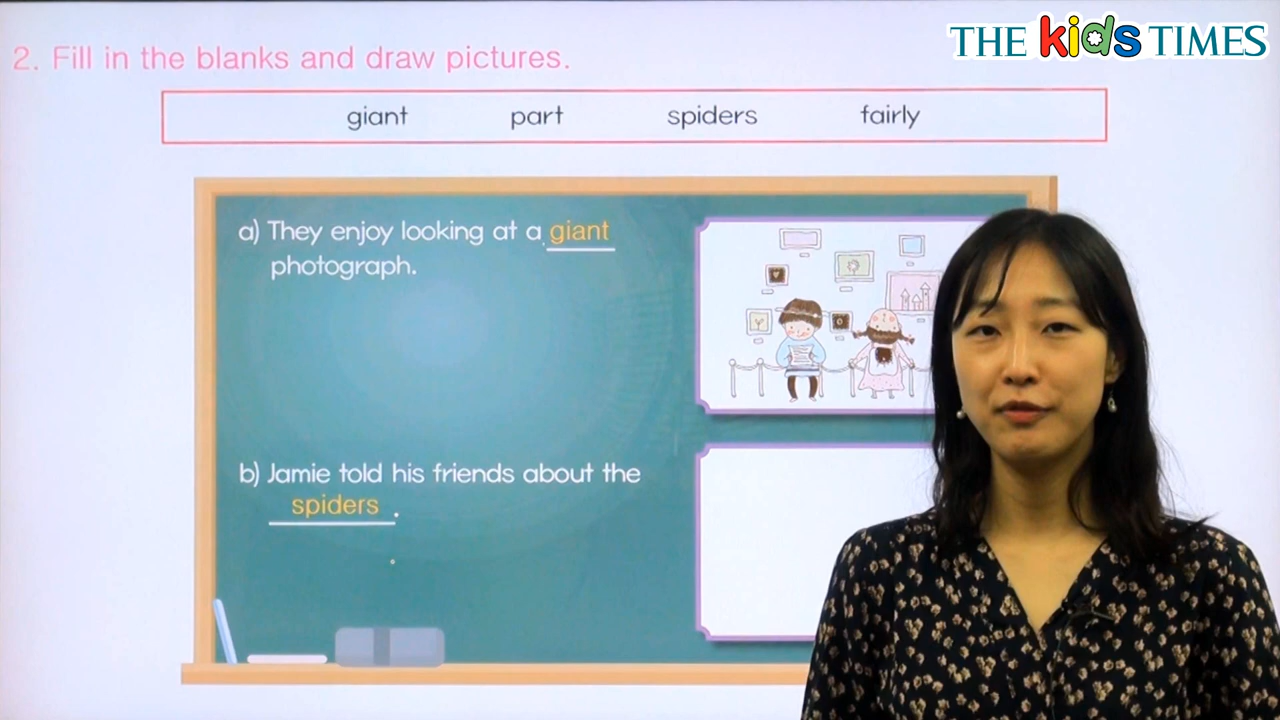 THE kids TIMES
2. Fill in the blanks and draw pictures.
giant part spiders fairly
a) They enjoy looking at a giant
photograph.
b) Jamie told his friends about the
spiders.